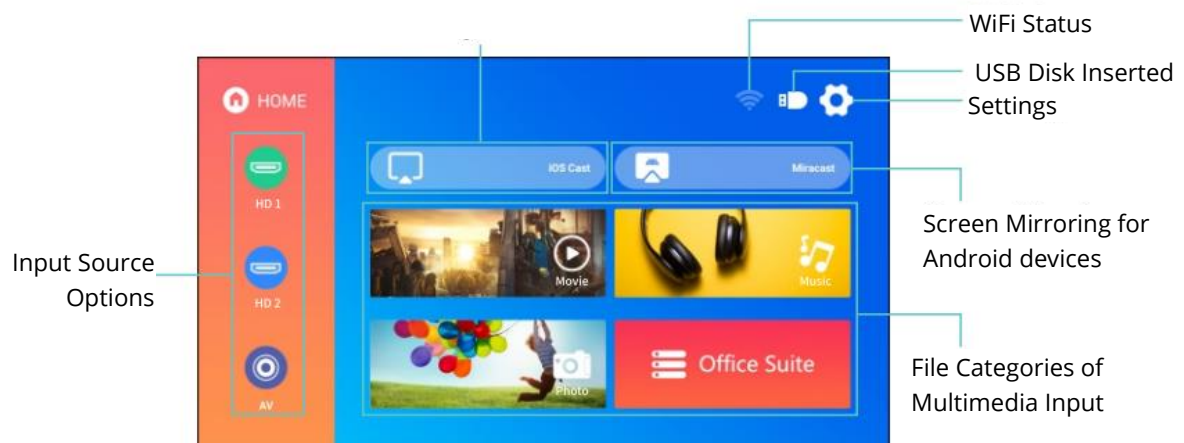 WiFi Status
USB Disk Inserted
Settings
HOME
IOS Cast
Miracast
HD 1
Screen Mirroring for
Android devices
Input Source
Options
Movie
Music
HD 2
Office Suite
File Categories of
Multimedia Input
Photo
AV